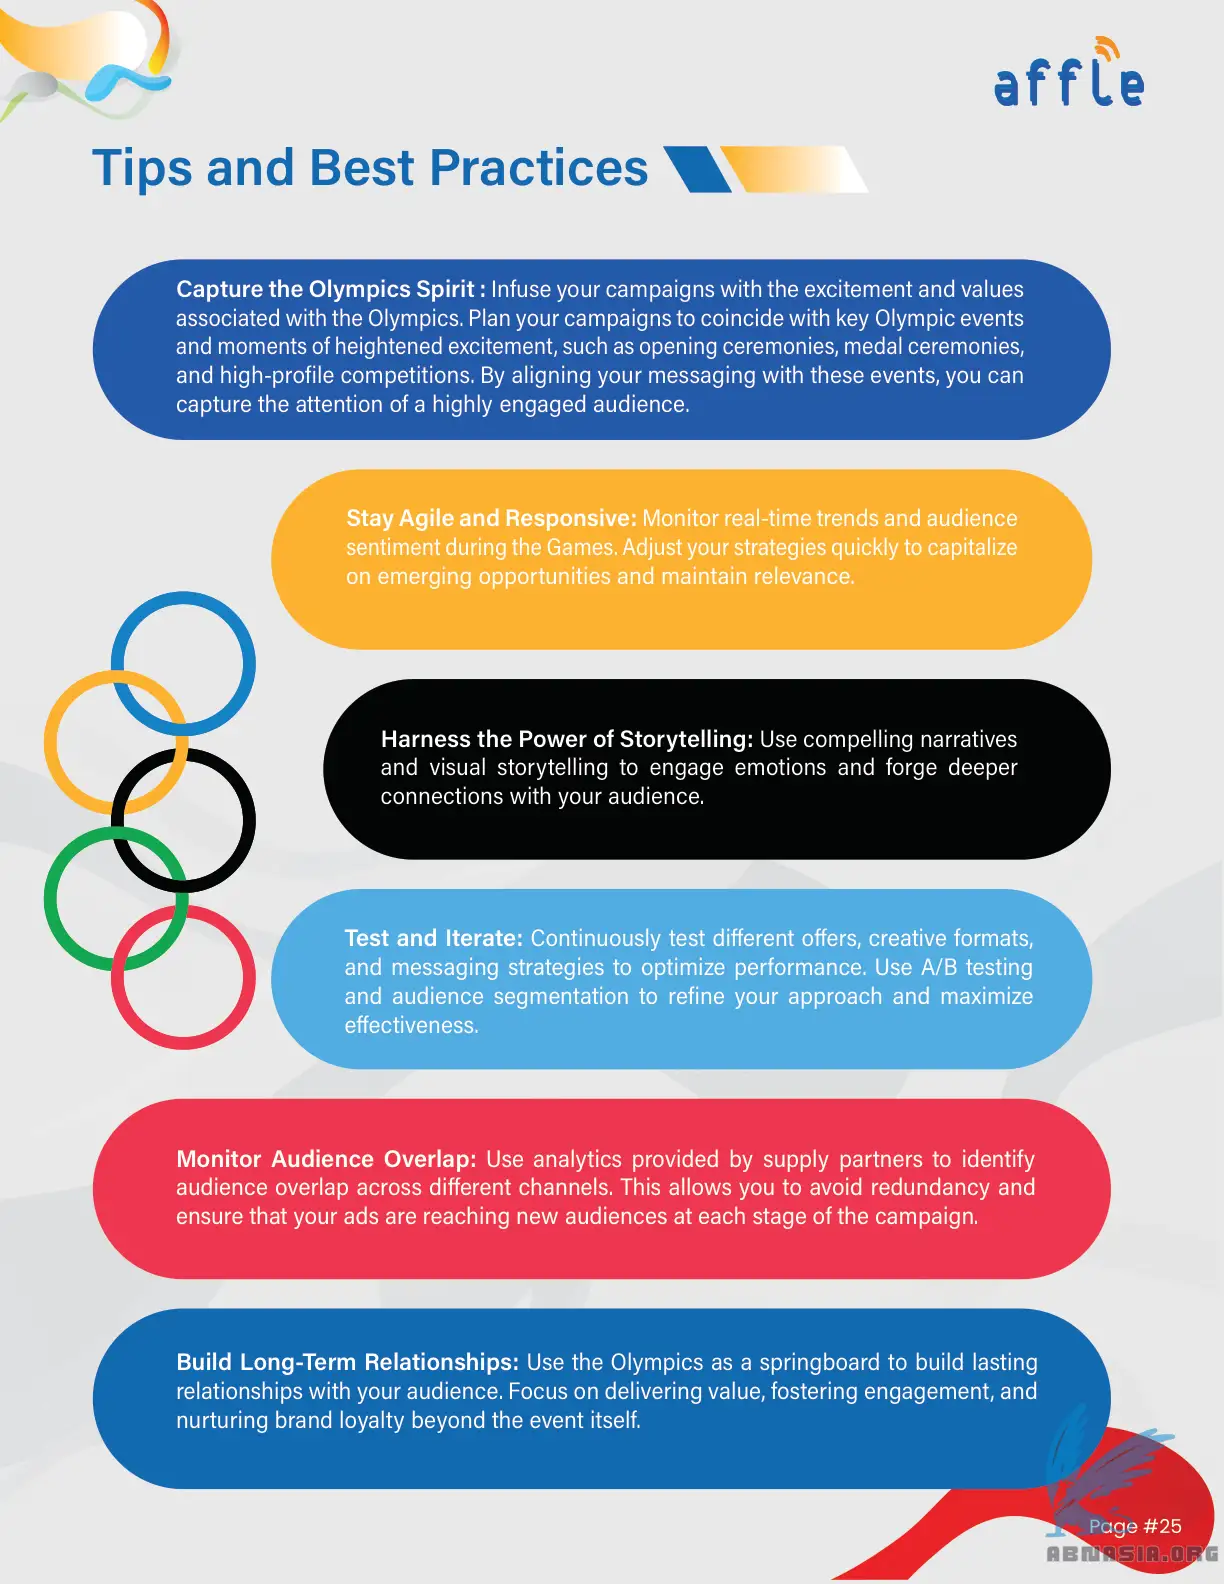 affle
Tips and Best Practices
Capture the Olympics Spirit : Infuse your campaigns with the excitement and values
associated with the Olympics. Plan your campaigns to coincide with key Olympic events
and moments of heightened excitement, such as opening ceremonies, medal ceremonies,
and high-profile competitions. By aligning your messaging with these events, you can
capture the attention of a highly engaged audience.
Stay Agile and Responsive: Monitor real-time trends and audience
sentiment during the Games. Adjust your strategies quickly to capitalize
on emerging opportunities and maintain relevance.
Harness the Power of Storytelling: Use compelling narratives
and visual storytelling to engage emotions and forge deeper
connections with your audience.
Test and Iterate: Continuously test different offers, creative formats,
and messaging strategies to optimize performance. Use A/B testing
and audience segmentation to refine your approach and maximize
effectiveness.
Monitor Audience Overlap: Use analytics provided by supply partners to identify
audience overlap across different channels. This allows you to avoid redundancy and
ensure that your ads are reaching new audiences at each stage of the campaign.
Build Long-Term Relationships: Use the Olympics as a springboard to build lasting
relationships with your audience. Focus on delivering value, fostering engagement, and
nurturing brand loyalty beyond the event itself.
Page #25
ABNASIA.ORG